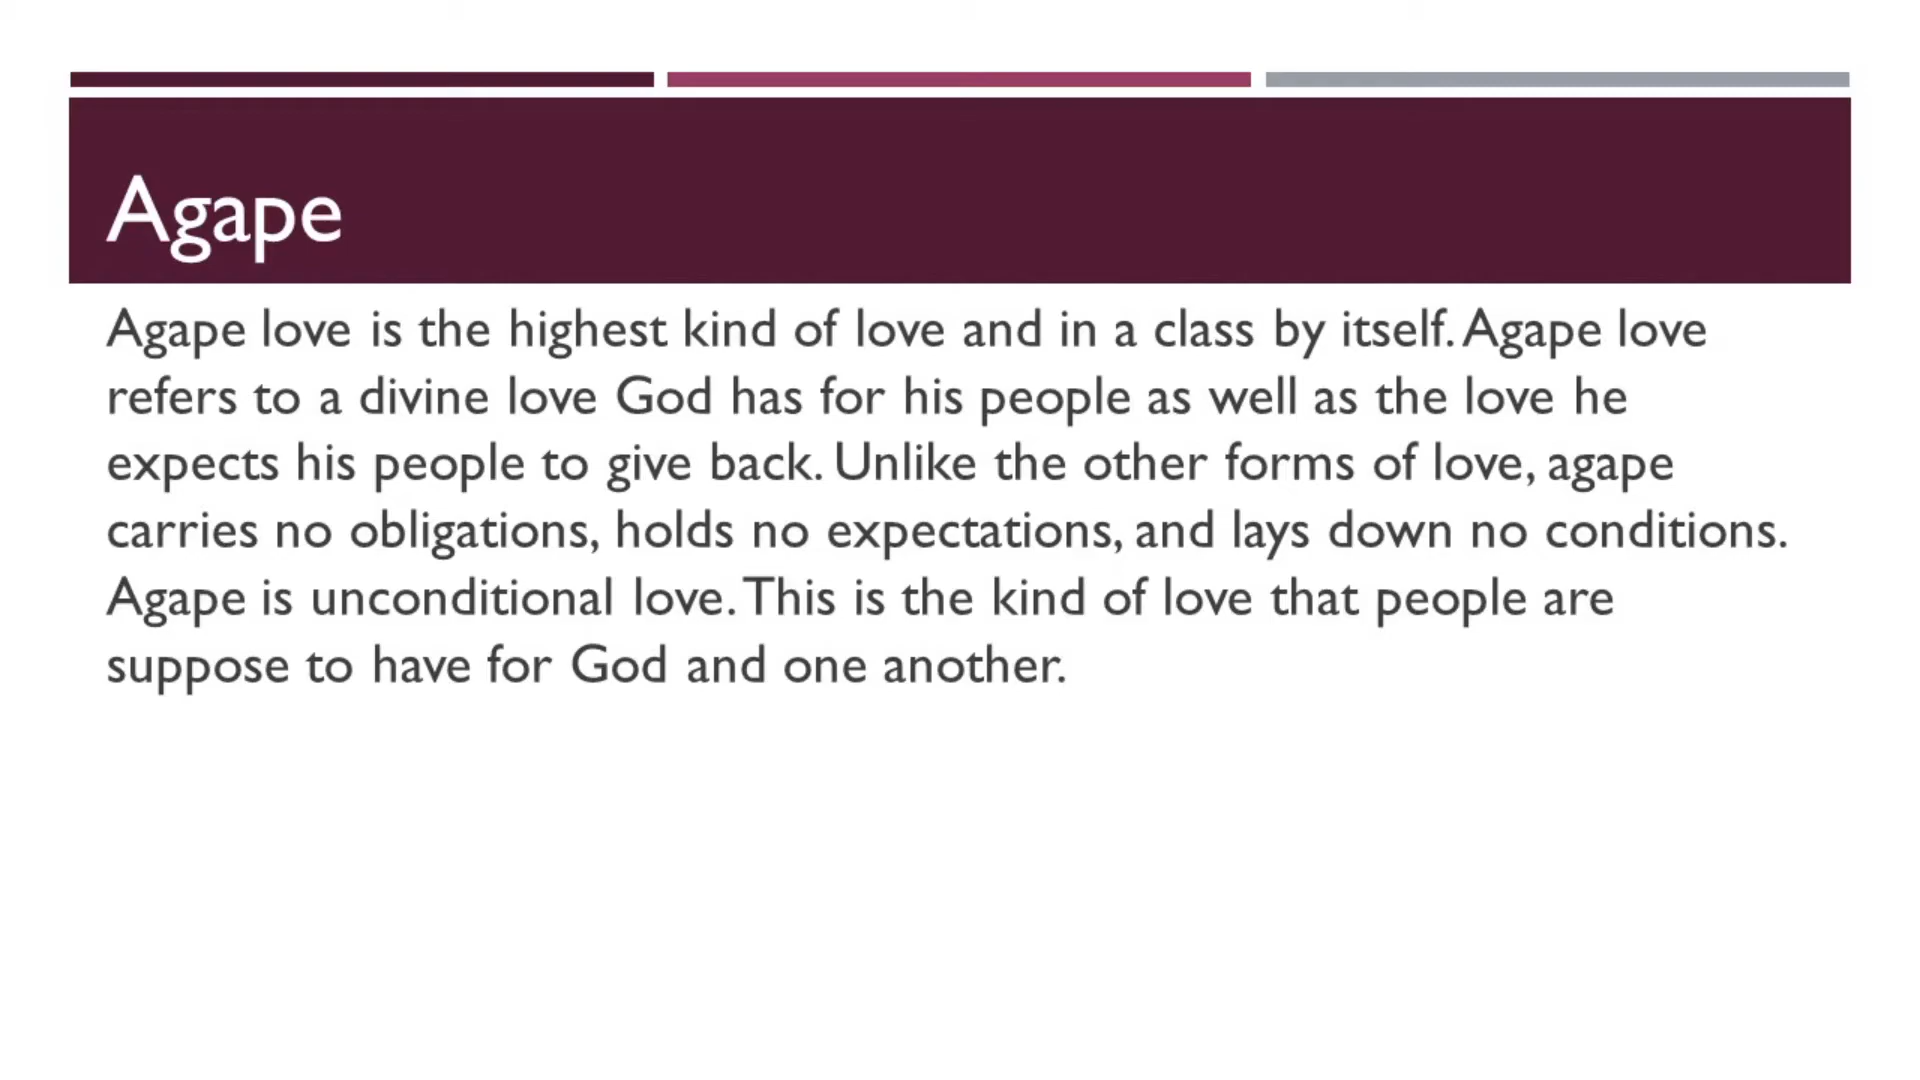 Agape
Agape love is the highest kind of love and in a class by itself. Agape love
refers to a divine love God has for his people as well as the love he
expects his people to give back. Unlike the other forms of love, agape
carries no obligations, holds no expectations, and lays down no conditions.
Agape is unconditional love. This is the kind of love that people are
suppose to have for God and one another.